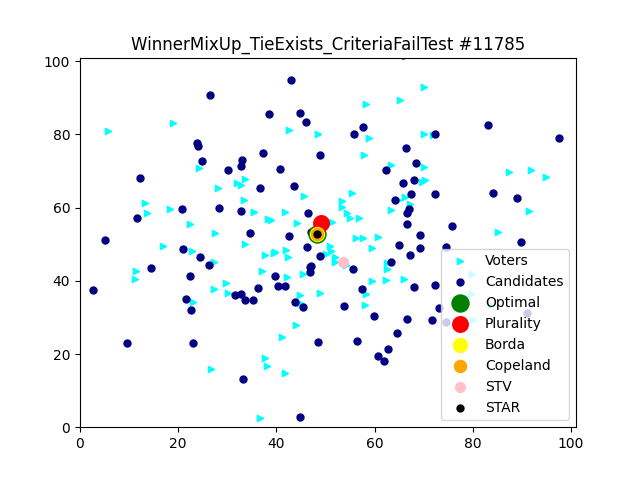 WinnerMixUp_TieExists_CriteriaFailTest #11785
100
80
60
40
20
0
0
20
40
60
80
100
Voters
Candidates
Optimal
Plurality
Borda
Copeland
STV
STAR